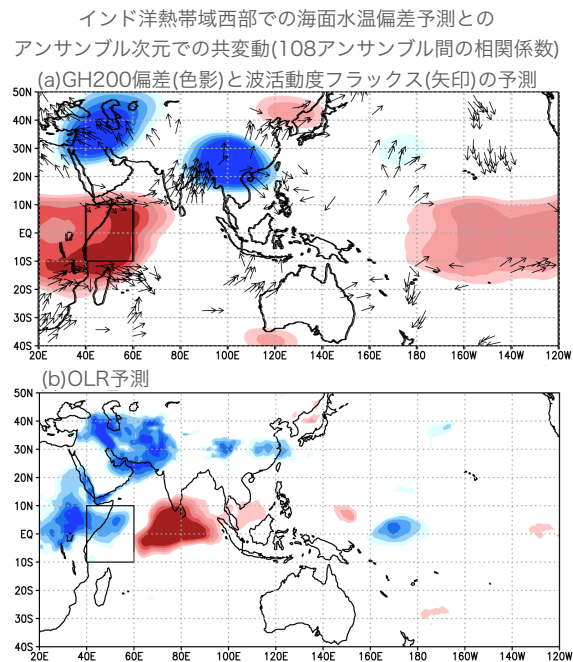 インド洋熱帯域西部での海面水温偏差予測との
アンサンブル次元での共変動(108アンサンブル間の相関係数)
(a)GH200偏差(色影)と波活動度フラックス(矢印)の予測
50N
40N
30N
20N
10N
EQ
10S
20S
30S
40S
20E 40E 60E 80E 100E 120E 140E 160E 180 160W 140W 120W
(b)OLR予測
50N
40N
30N
20N
10N
EQ
10S
20S
30S
40S
20E 40E 60E 80E 100E 120E 140E 160E 180 160W 140W 120W